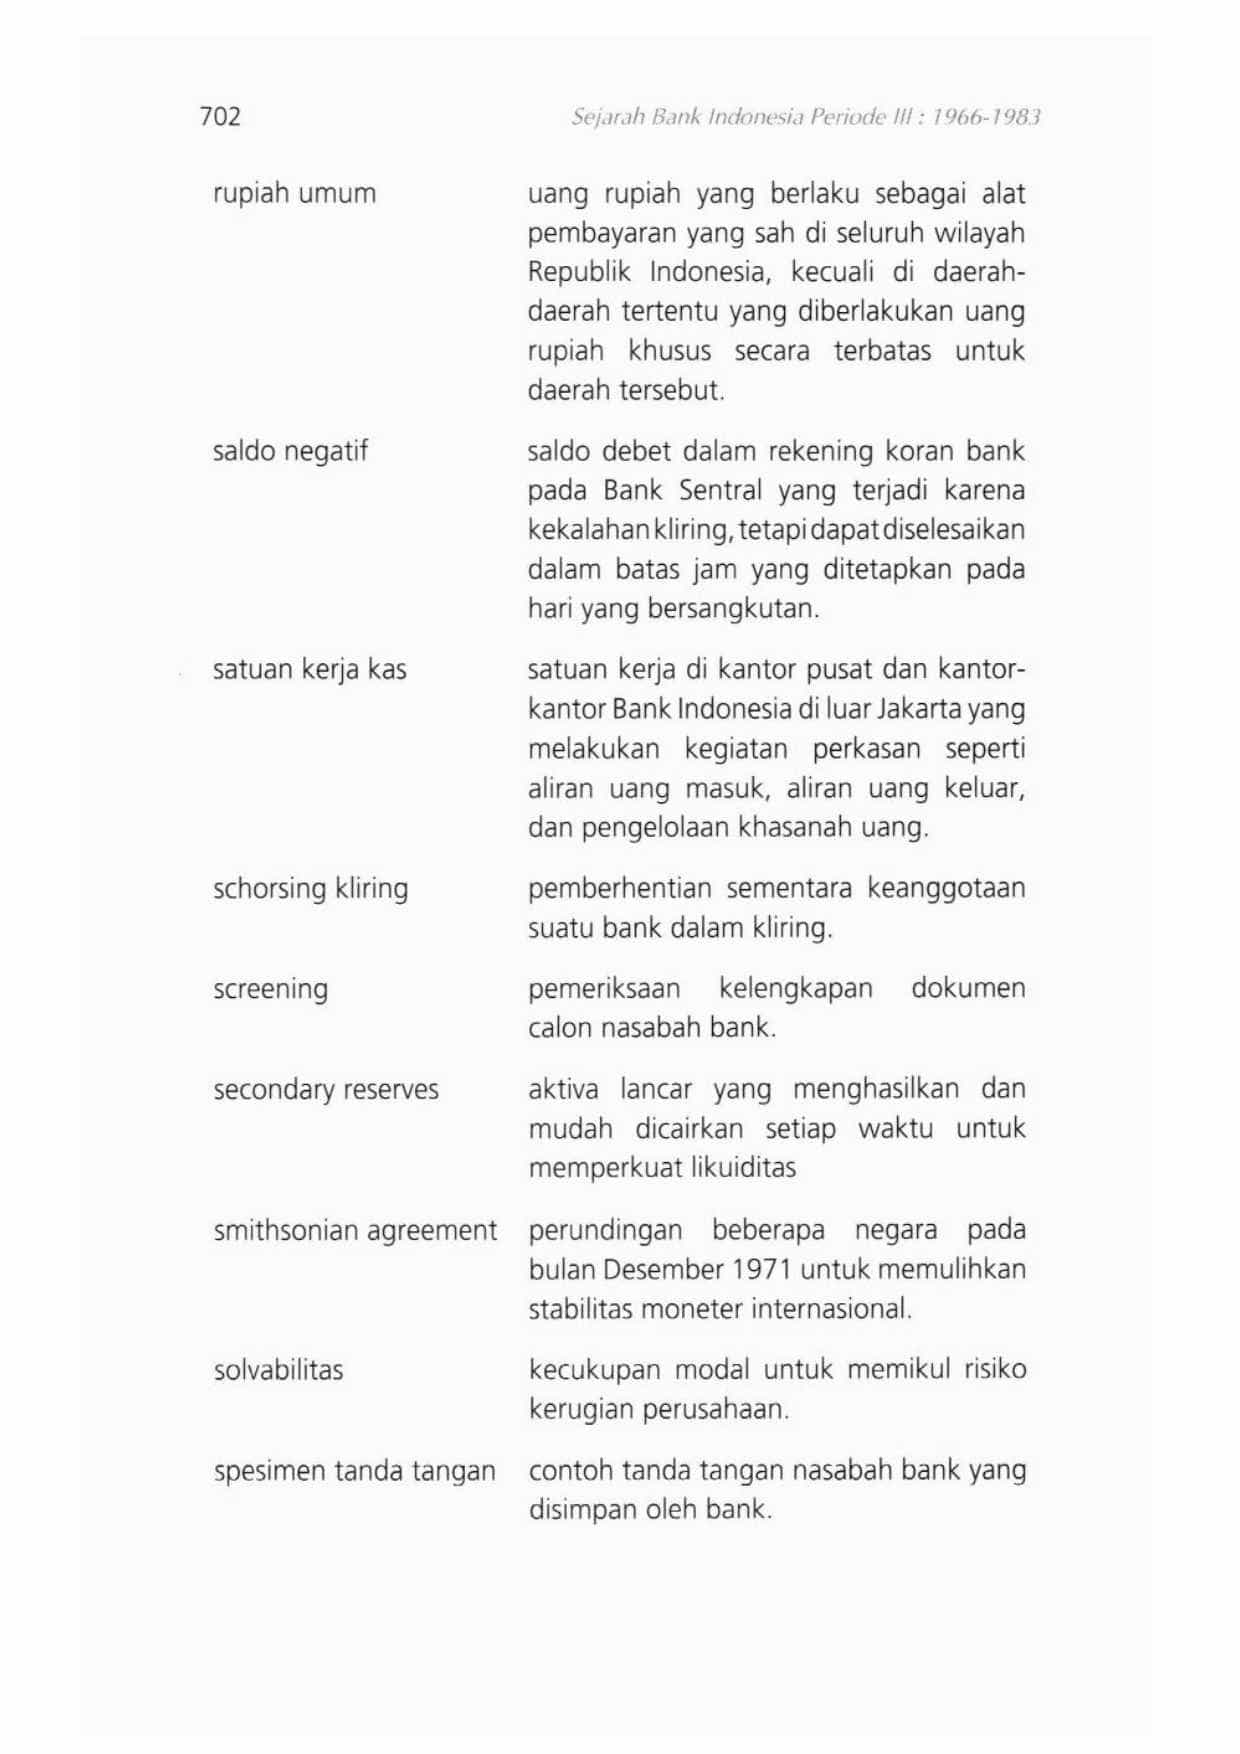 702 Sejarah Bank Indonesia Periode III : 1966-1983
rupiah umum uang rupiah yang berlaku sebagai alat
pembayaran yang sah di seluruh wilayah
Republik Indonesia, kecuali di daerah-
daerah tertentu yang diberlakukan uang
rupiah khusus secara terbatas untuk
daerah tersebut.
saldo negatif saldo debet dalam rekening koran bank
pada Bank Sentral yang terjadi karena
kekalahan kliring, tetapi dapat diselesaikan
dalam batas jam yang ditetapkan pada
hari yang bersangkutan.
satuan kerja kas satuan kerja di kantor pusat dan kantor-
kantor Bank Indonesia di luar Jakarta yang
melakukan kegiatan perkasan seperti
aliran uang masuk, aliran uang keluar,
dan pengelolaan khasanah uang.
schorsing kliring pemberhentian sementara keanggotaan
suatu bank dalam kliring.
screening pemeriksaan kelengkapan dokumen
calon nasabah bank.
secondary reserves aktiva lancar yang menghasilkan dan
mudah dicairkan setiap waktu untuk
memperkuat likuiditas
smithsonian agreement perundingan beberapa negara pada
bulan Desember 1971 untuk memulihkan
stabilitas moneter internasional.
solvabilitas kecukupan modal untuk memikul risiko
kerugian perusahaan.
spesimen tanda tangan contoh tanda tangan nasabah bank yang
disimpan oleh bank.